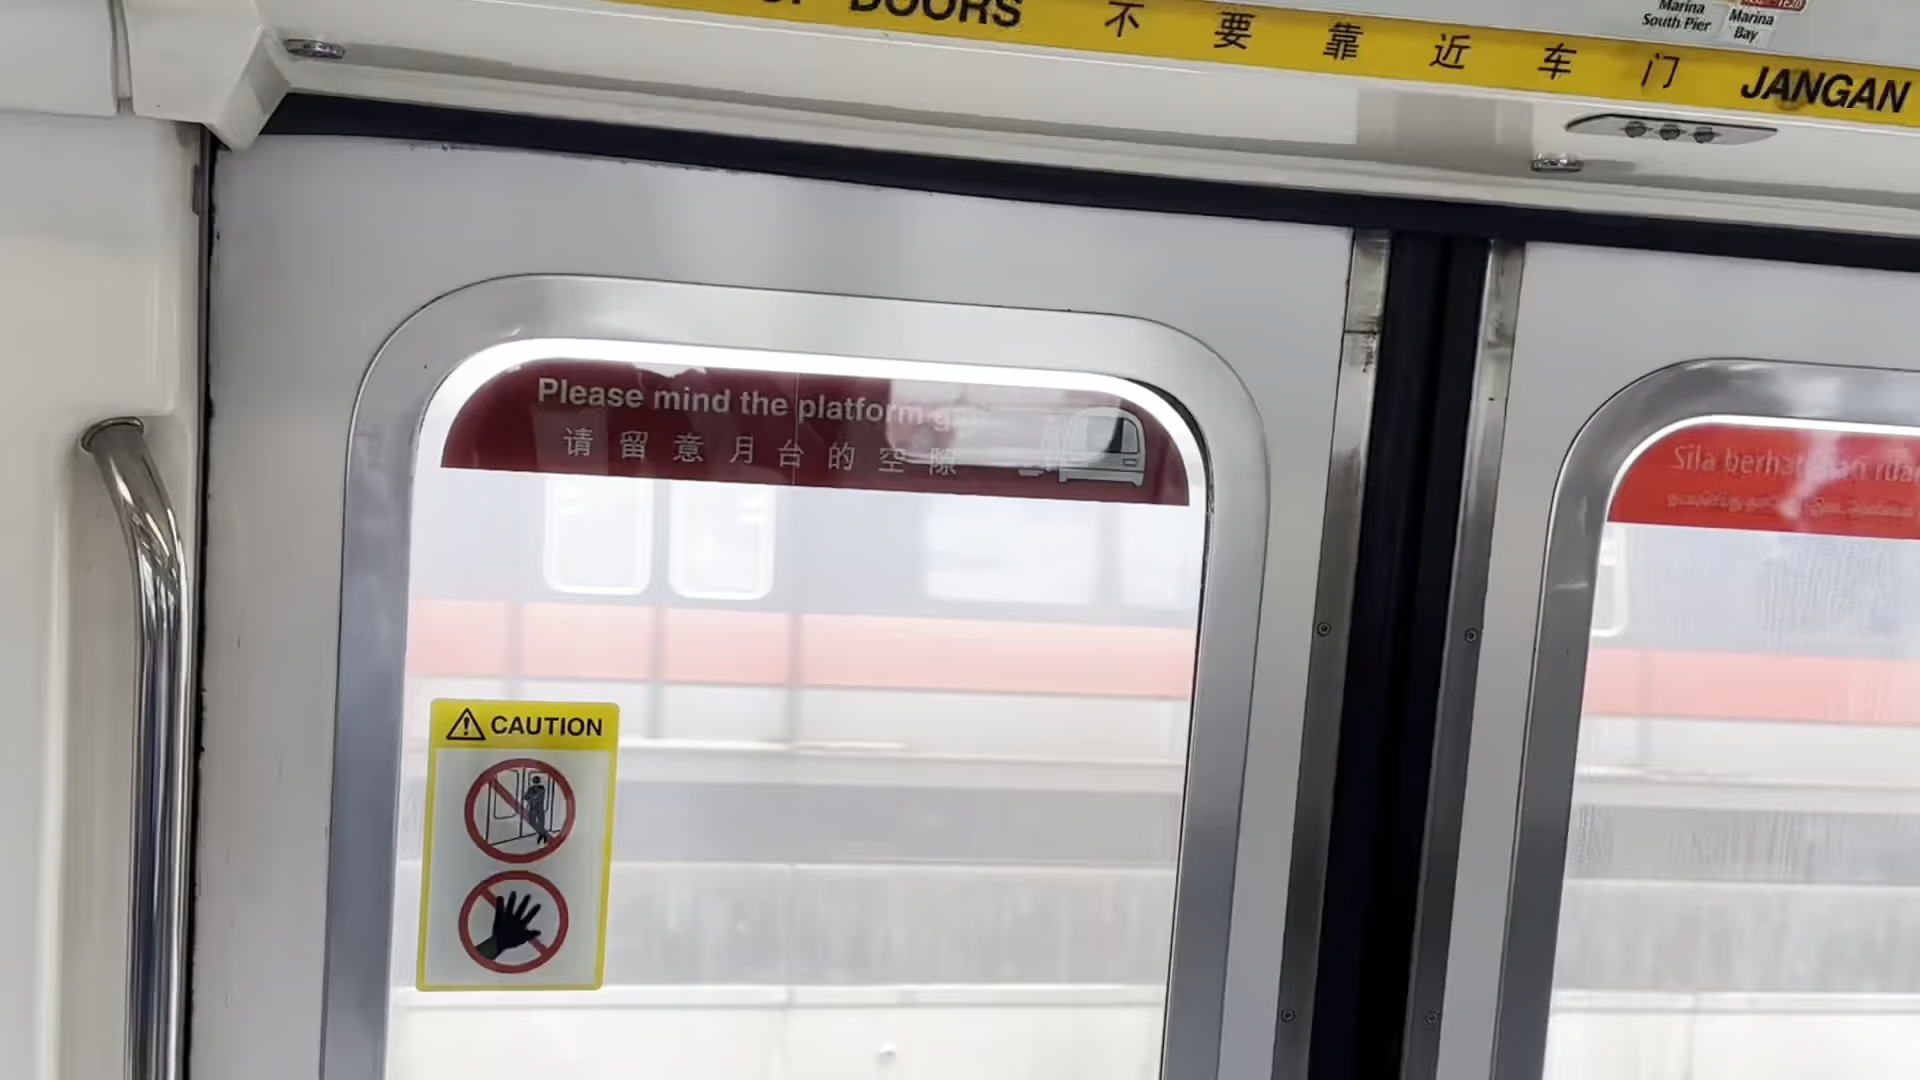 DOORS 不要靠近车门 JANGAN
Marina
South Pier
Marina
Bay
Please mind the platform gap
请留意月台的空隙
Sila
CAUTION